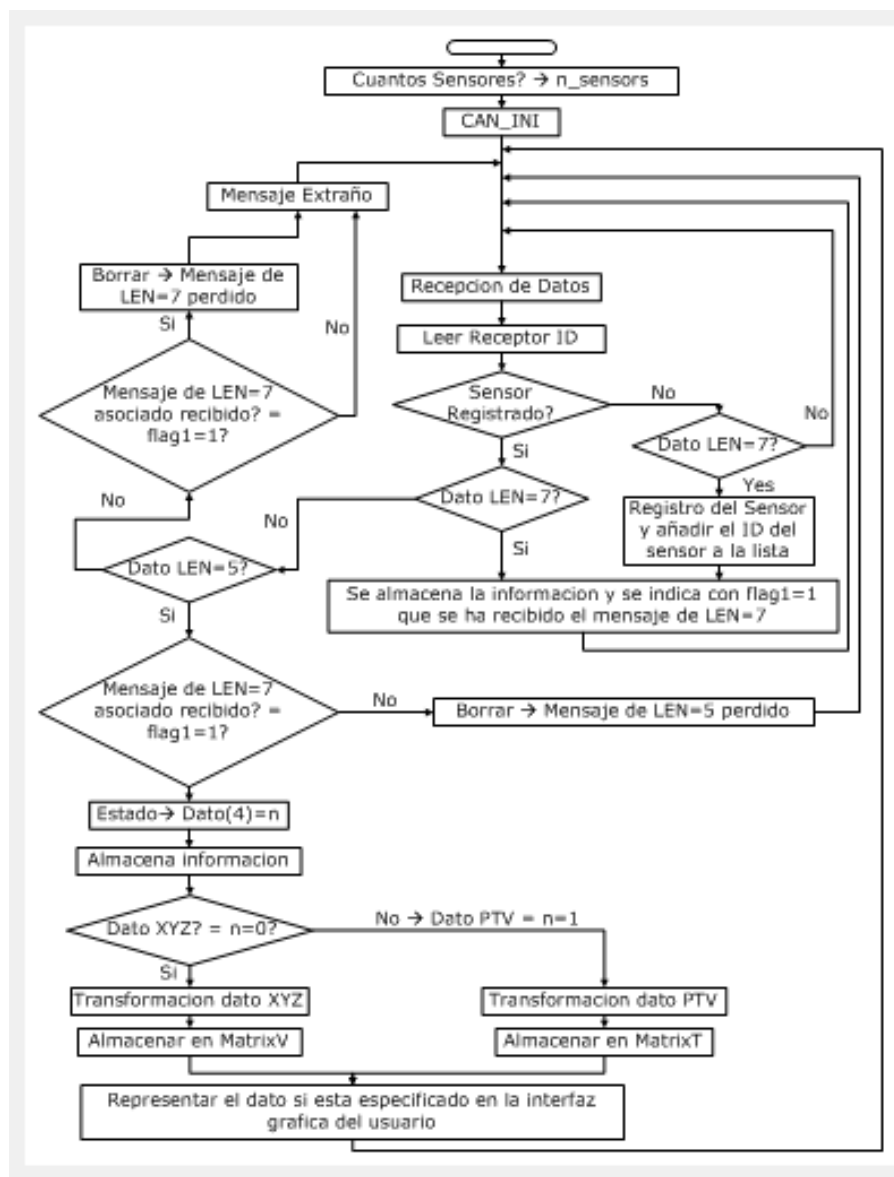 Cuantos Sensores? → n_sensors
CAN_INI
Mensaje Extraño
Borrar → Mensaje de
LEN=7 perdido
Si
No
Mensaje de LEN=7
asociado recibido? =
flag1=1?
No
Recepcion de Datos
Leer Receptor ID
Sensor
Registrado?
No
Si
Dato LEN=7?
No
Yes
Registro del Sensor
y añadir el ID del
sensor a la lista
Dato LEN=7?
No
Si
Se almacena la informacion y se indica con flag1=1
que se ha recibido el mensaje de LEN=7
Dato LEN=5?
Si
Mensaje de LEN=7
asociado recibido? =
flag1=1?
No
Borrar → Mensaje de LEN=5 perdido
Estado→ Dato(4)=n
Almacena informacion
Dato XYZ? = n=0?
No → Dato PTV = n=1
Si
Transformacion dato XYZ
Almacenar en MatrixV
Transformacion dato PTV
Almacenar en MatrixT
Representar el dato si esta especificado en la interfaz
grafica del usuario